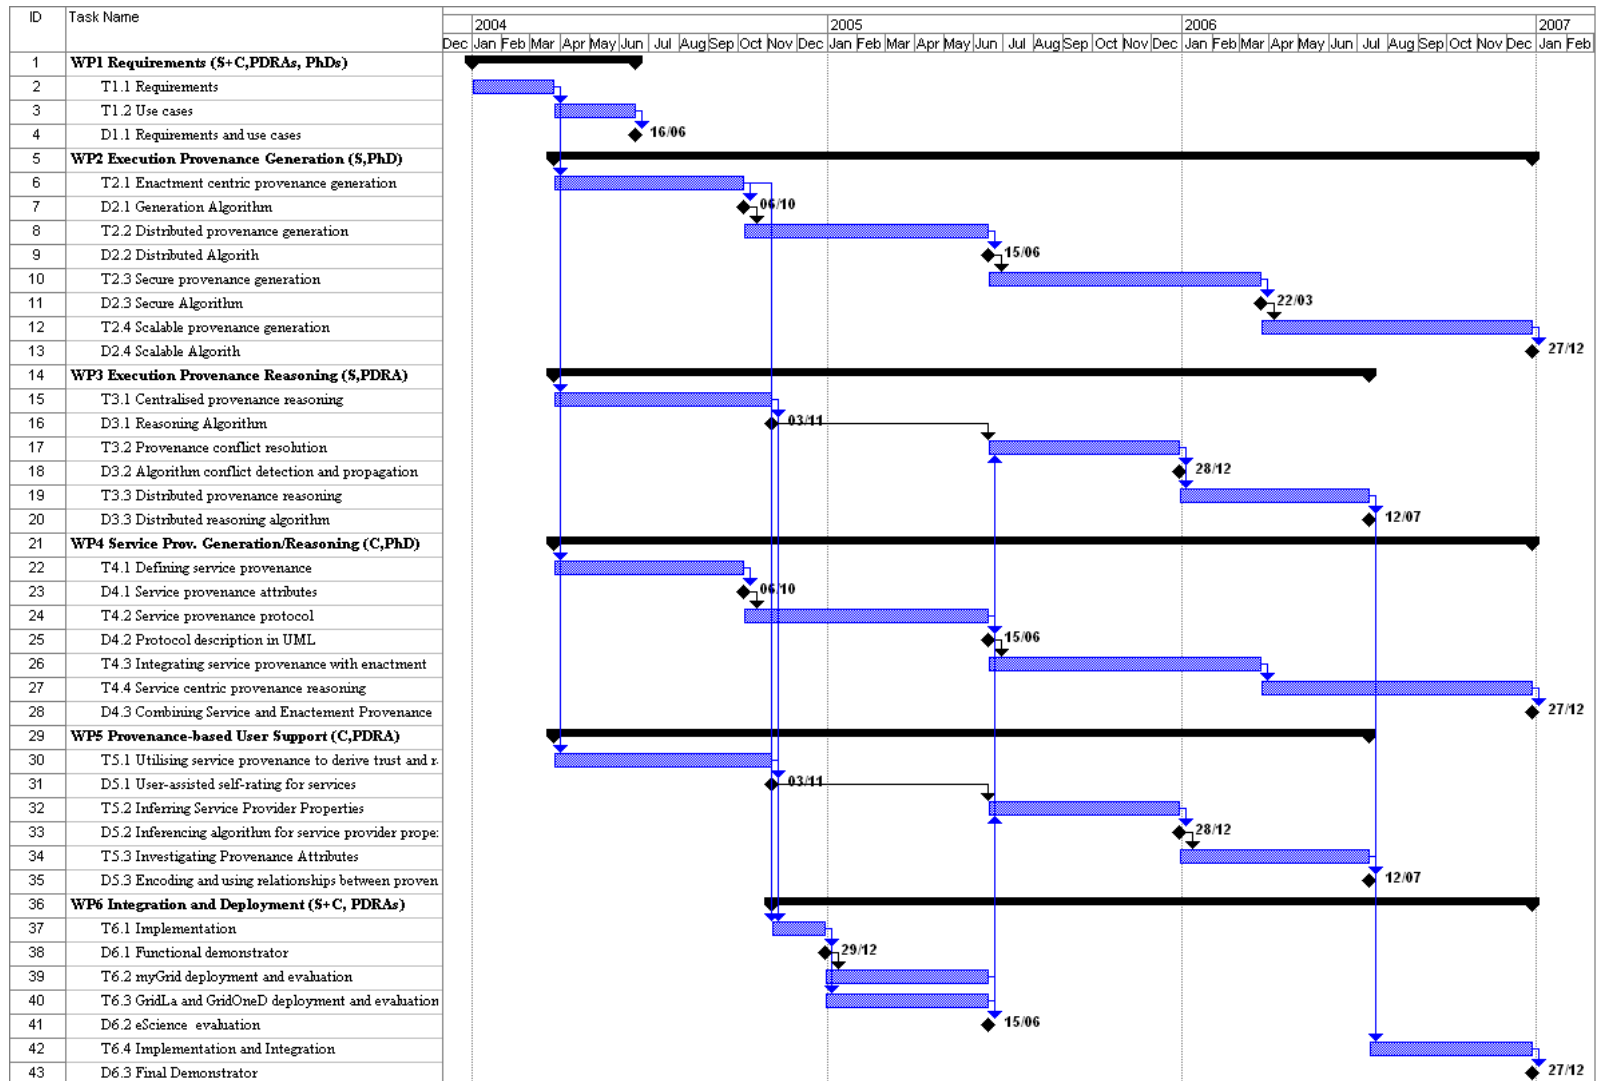 ID Task Name 2004 2005 2006 2007
Dec Jan Feb Mar Apr May Jun Jul Aug Sep Oct Nov Dec Jan Feb Mar Apr May Jun Jul Aug Sep Oct Nov Dec Jan Feb Mar Apr May Jun Jul Aug Sep Oct Nov Dec Jan Feb
1 WP1 Requirements (S+C,PDRAs, PhDs)
2 T1.1 Requirements
3 T1.2 Use cases
4 D1.1 Requirements and use cases 16/06
5 WP2 Execution Provenance Generation (S,PhD)
6 T2.1 Enactment centric provenance generation
7 D2.1 Generation Algorithm 06/10
8 T2.2 Distributed provenance generation
9 D2.2 Distributed Algorith 15/06
10 T2.3 Secure provenance generation
11 D2.3 Secure Algorithm 22/03
12 T2.4 Scalable provenance generation
13 D2.4 Scalable Algorith 27/12
14 WP3 Execution Provenance Reasoning (S,PDRA)
15 T3.1 Centralised provenance reasoning
16 D3.1 Reasoning Algorithm 03/11
17 T3.2 Provenance conflict resolution
18 D3.2 Algorithm conflict detection and propagation 28/12
19 T3.3 Distributed provenance reasoning
20 D3.3 Distributed reasoning algorithm 12/07
21 WP4 Service Prov. Generation/Reasoning (C,PhD)
22 T4.1 Defining service provenance
23 D4.1 Service provenance attributes 06/10
24 T4.2 Service provenance protocol
25 D4.2 Protocol description in UML 15/06
26 T4.3 Integrating service provenance with enactment
27 T4.4 Service centric provenance reasoning
28 D4.3 Combining Service and Enactement Provenance 27/12
29 WP5 Provenance-based User Support (C,PDRA)
30 T5.1 Utilising service provenance to derive trust and r
31 D5.1 User-assisted self-rating for services 03/11
32 T5.2 Inferring Service Provider Properties
33 D5.2 Inferencing algorithm for service provider prope 28/12
34 T5.3 Investigating Provenance Attributes
35 D5.3 Encoding and using relationships between proven 12/07
36 WP6 Integration and Deployment (S+C, PDRAs)
37 T6.1 Implementation
38 D6.1 Functional demonstrator 29/12
39 T6.2 myGrid deployment and evaluation
40 T6.3 GridLa and GridOneD deployment and evaluation
41 D6.2 eScience evaluation 15/06
42 T6.4 Implementation and Integration
43 D6.3 Final Demonstrator 27/12